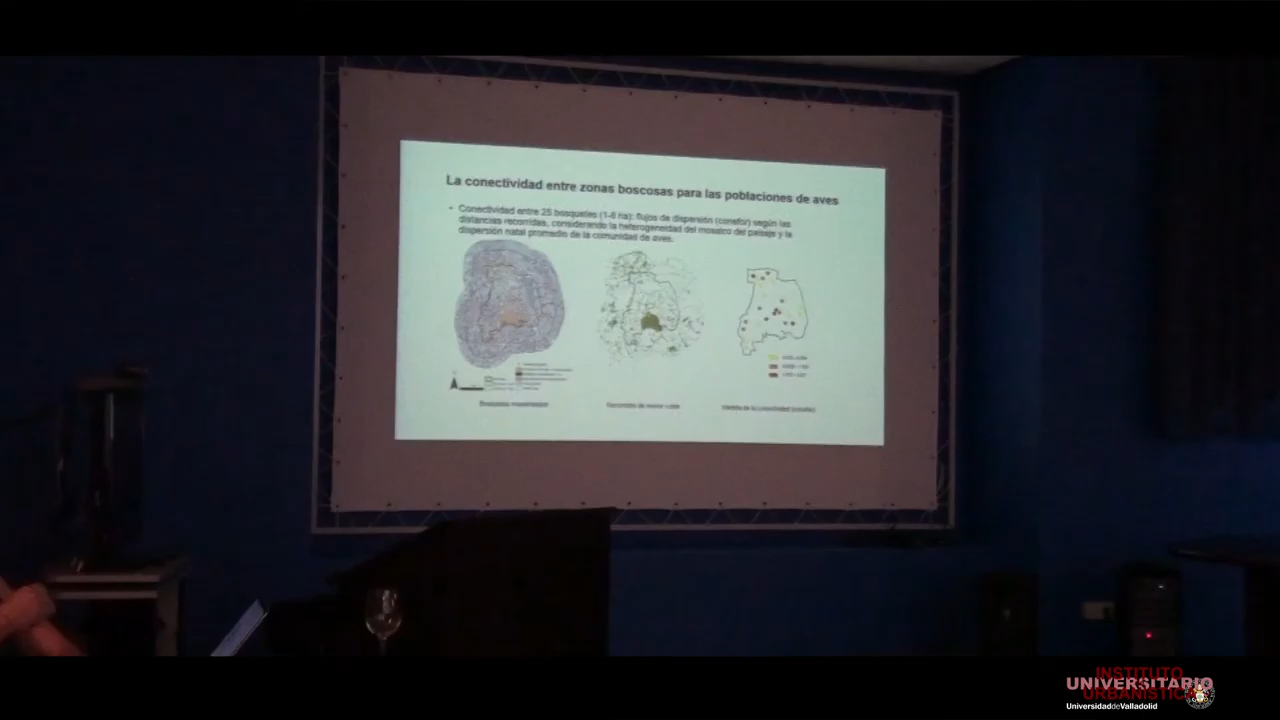 La conectividad entre zonas boscosas para las poblaciones de aves
• Conectividad entre 25 bosquetes (1-6 ha): flujos de dispersión (conefor) según las
distancias recorridas, considerando la heterogeneidad del mosaico del paisaje y la
dispersión natal promedio de la comunidad de aves.
INSTITUTO
UNIVERSITARIO
URBANÍSTICA
UniversidaddeValladolid